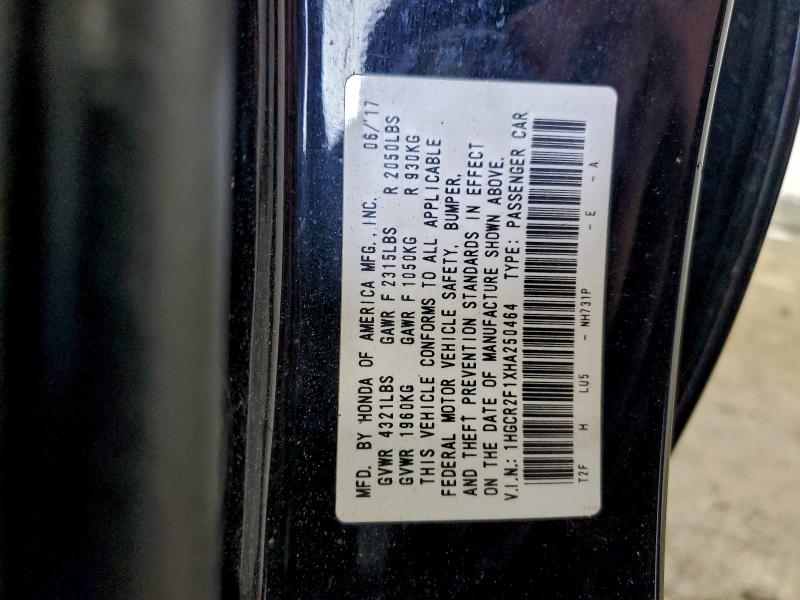 MFD. BY HONDA OF AMERICA MFG., INC. 06/'17
GVWR 4321LBS GAWR F 2315LBS R 2050LBS
GVWR 1960KG GAWR F 1050KG R 930KG
THIS VEHICLE CONFORMS TO ALL APPLICABLE
FEDERAL MOTOR VEHICLE SAFETY, BUMPER,
AND THEFT PREVENTION STANDARDS IN EFFECT
ON THE DATE OF MANUFACTURE SHOWN ABOVE.
V.I.N.: 1HGCR2F1XHA250464 TYPE: PASSENGER CAR
T2F H LU5 - NH731P - E - A